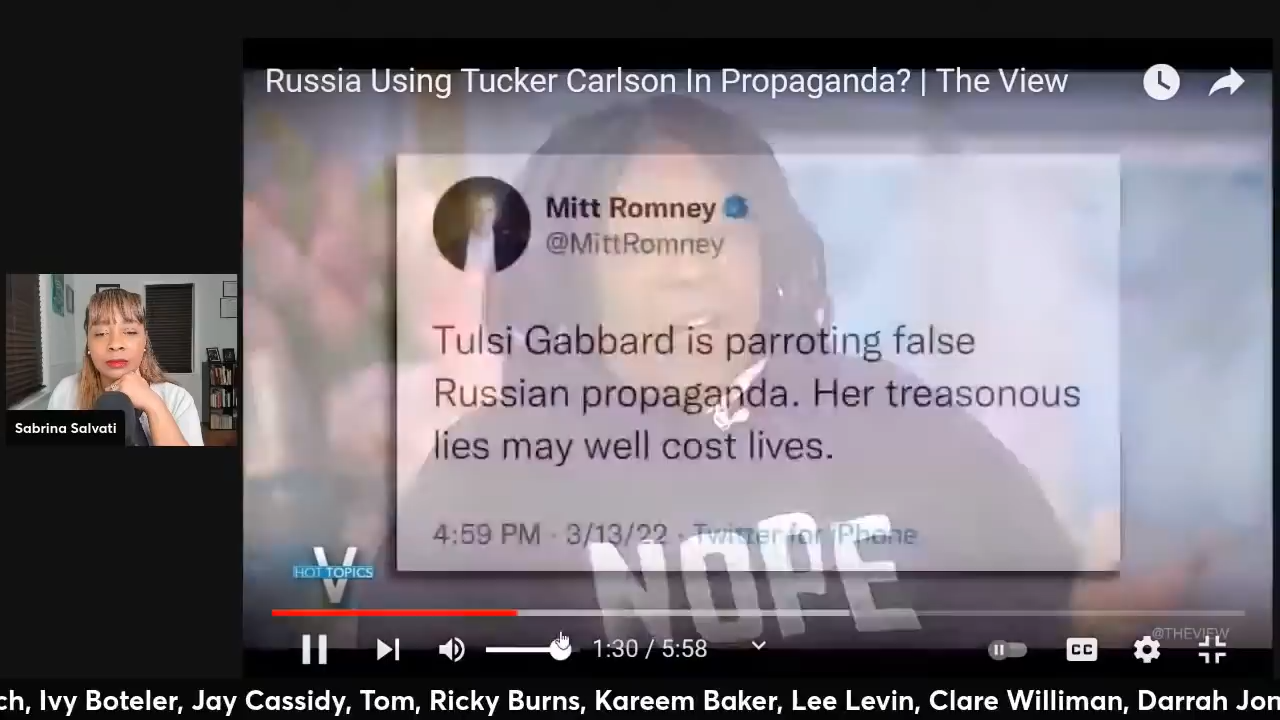 Russia Using Tucker Carlson In Propaganda? | The View
Mitt Romney
@MittRomney
Tulsi Gabbard is parroting false
Russian propaganda. Her treasonous
lies may well cost lives.
4:59 PM · 3/13/22 · Twitter for iPhone
NOPE
Sabrina Salvati
V
HOT TOPICS
@THEVIEW
1:30 / 5:58
CC
ch, Ivy Boteler, Jay Cassidy, Tom, Ricky Burns, Kareem Baker, Lee Levin, Clare Williman, Darrah Jon